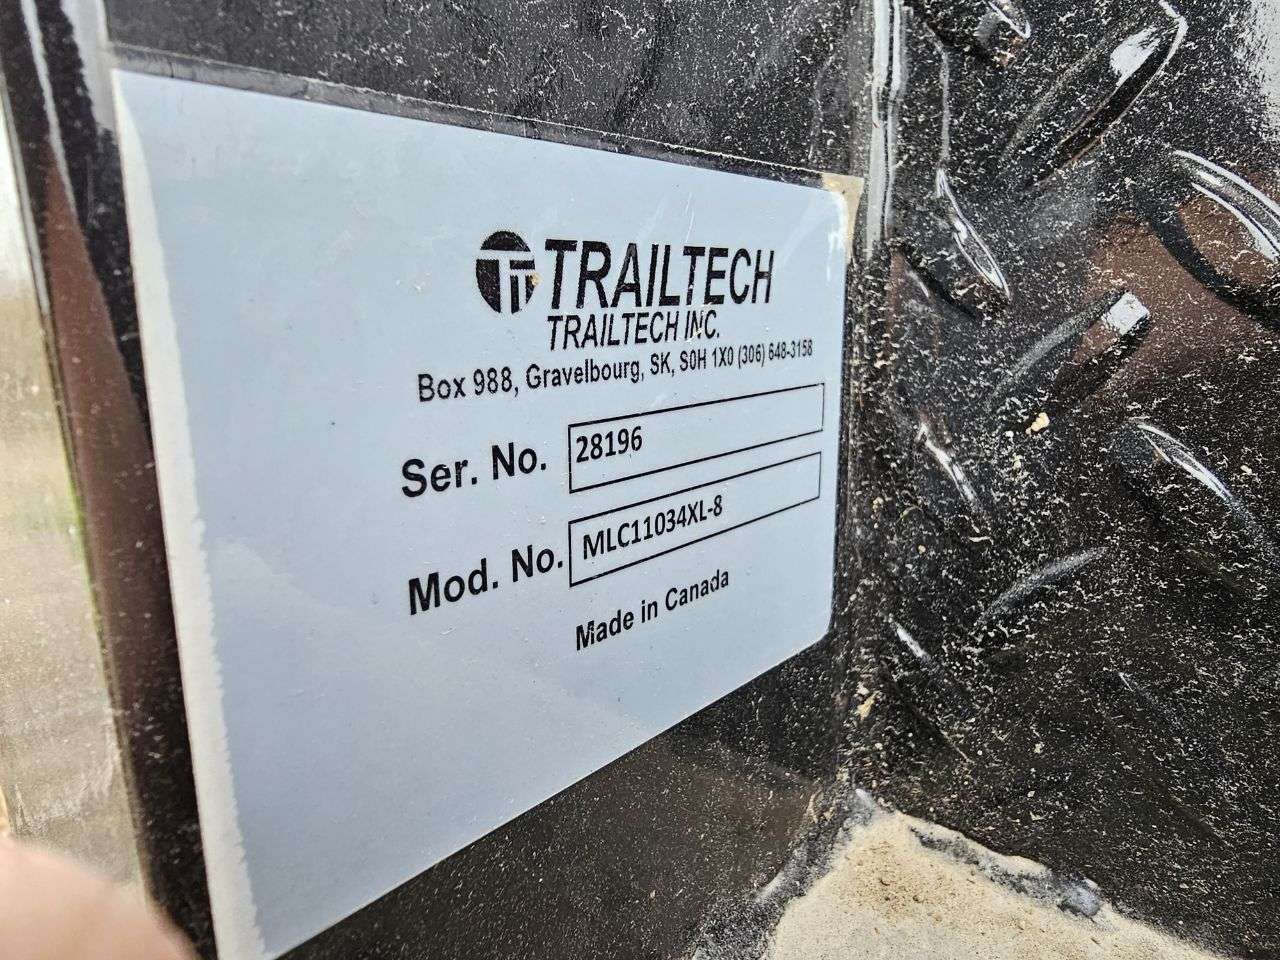 TRAILTECH
TRAILTECH INC.
Box 988, Gravelbourg, SK, S0H 1X0 (306) 648-3158
Ser. No. 28196
Mod. No. MLC11034XL-8
Made in Canada